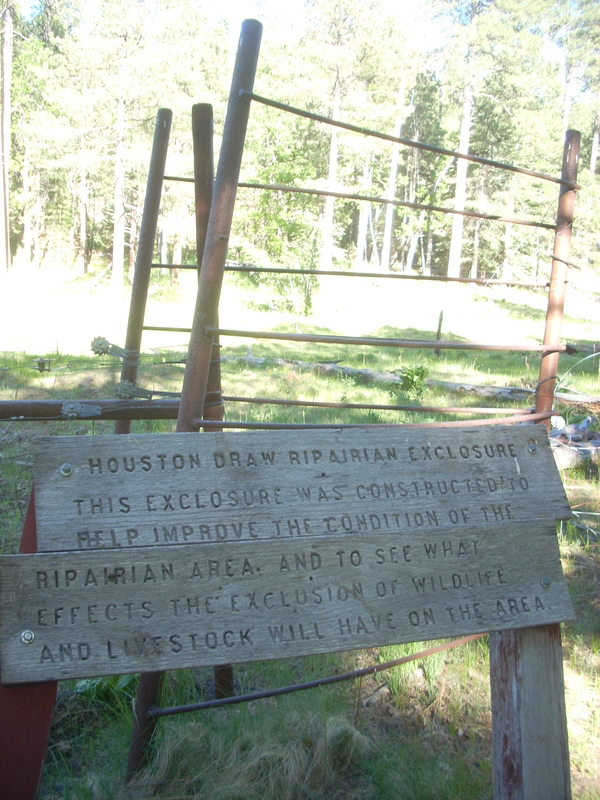 HOUSTON DRAW RIPAIRIAN EXCLOSURE
THIS EXCLOSURE WAS CONSTRUCTED TO
HELP IMPROVE THE CONDITION OF THE
RIPAIRIAN AREA. AND TO SEE WHAT
EFFECTS THE EXCLUSION OF WILDLIFE
AND LIVESTOCK WILL HAVE ON THE AREA.